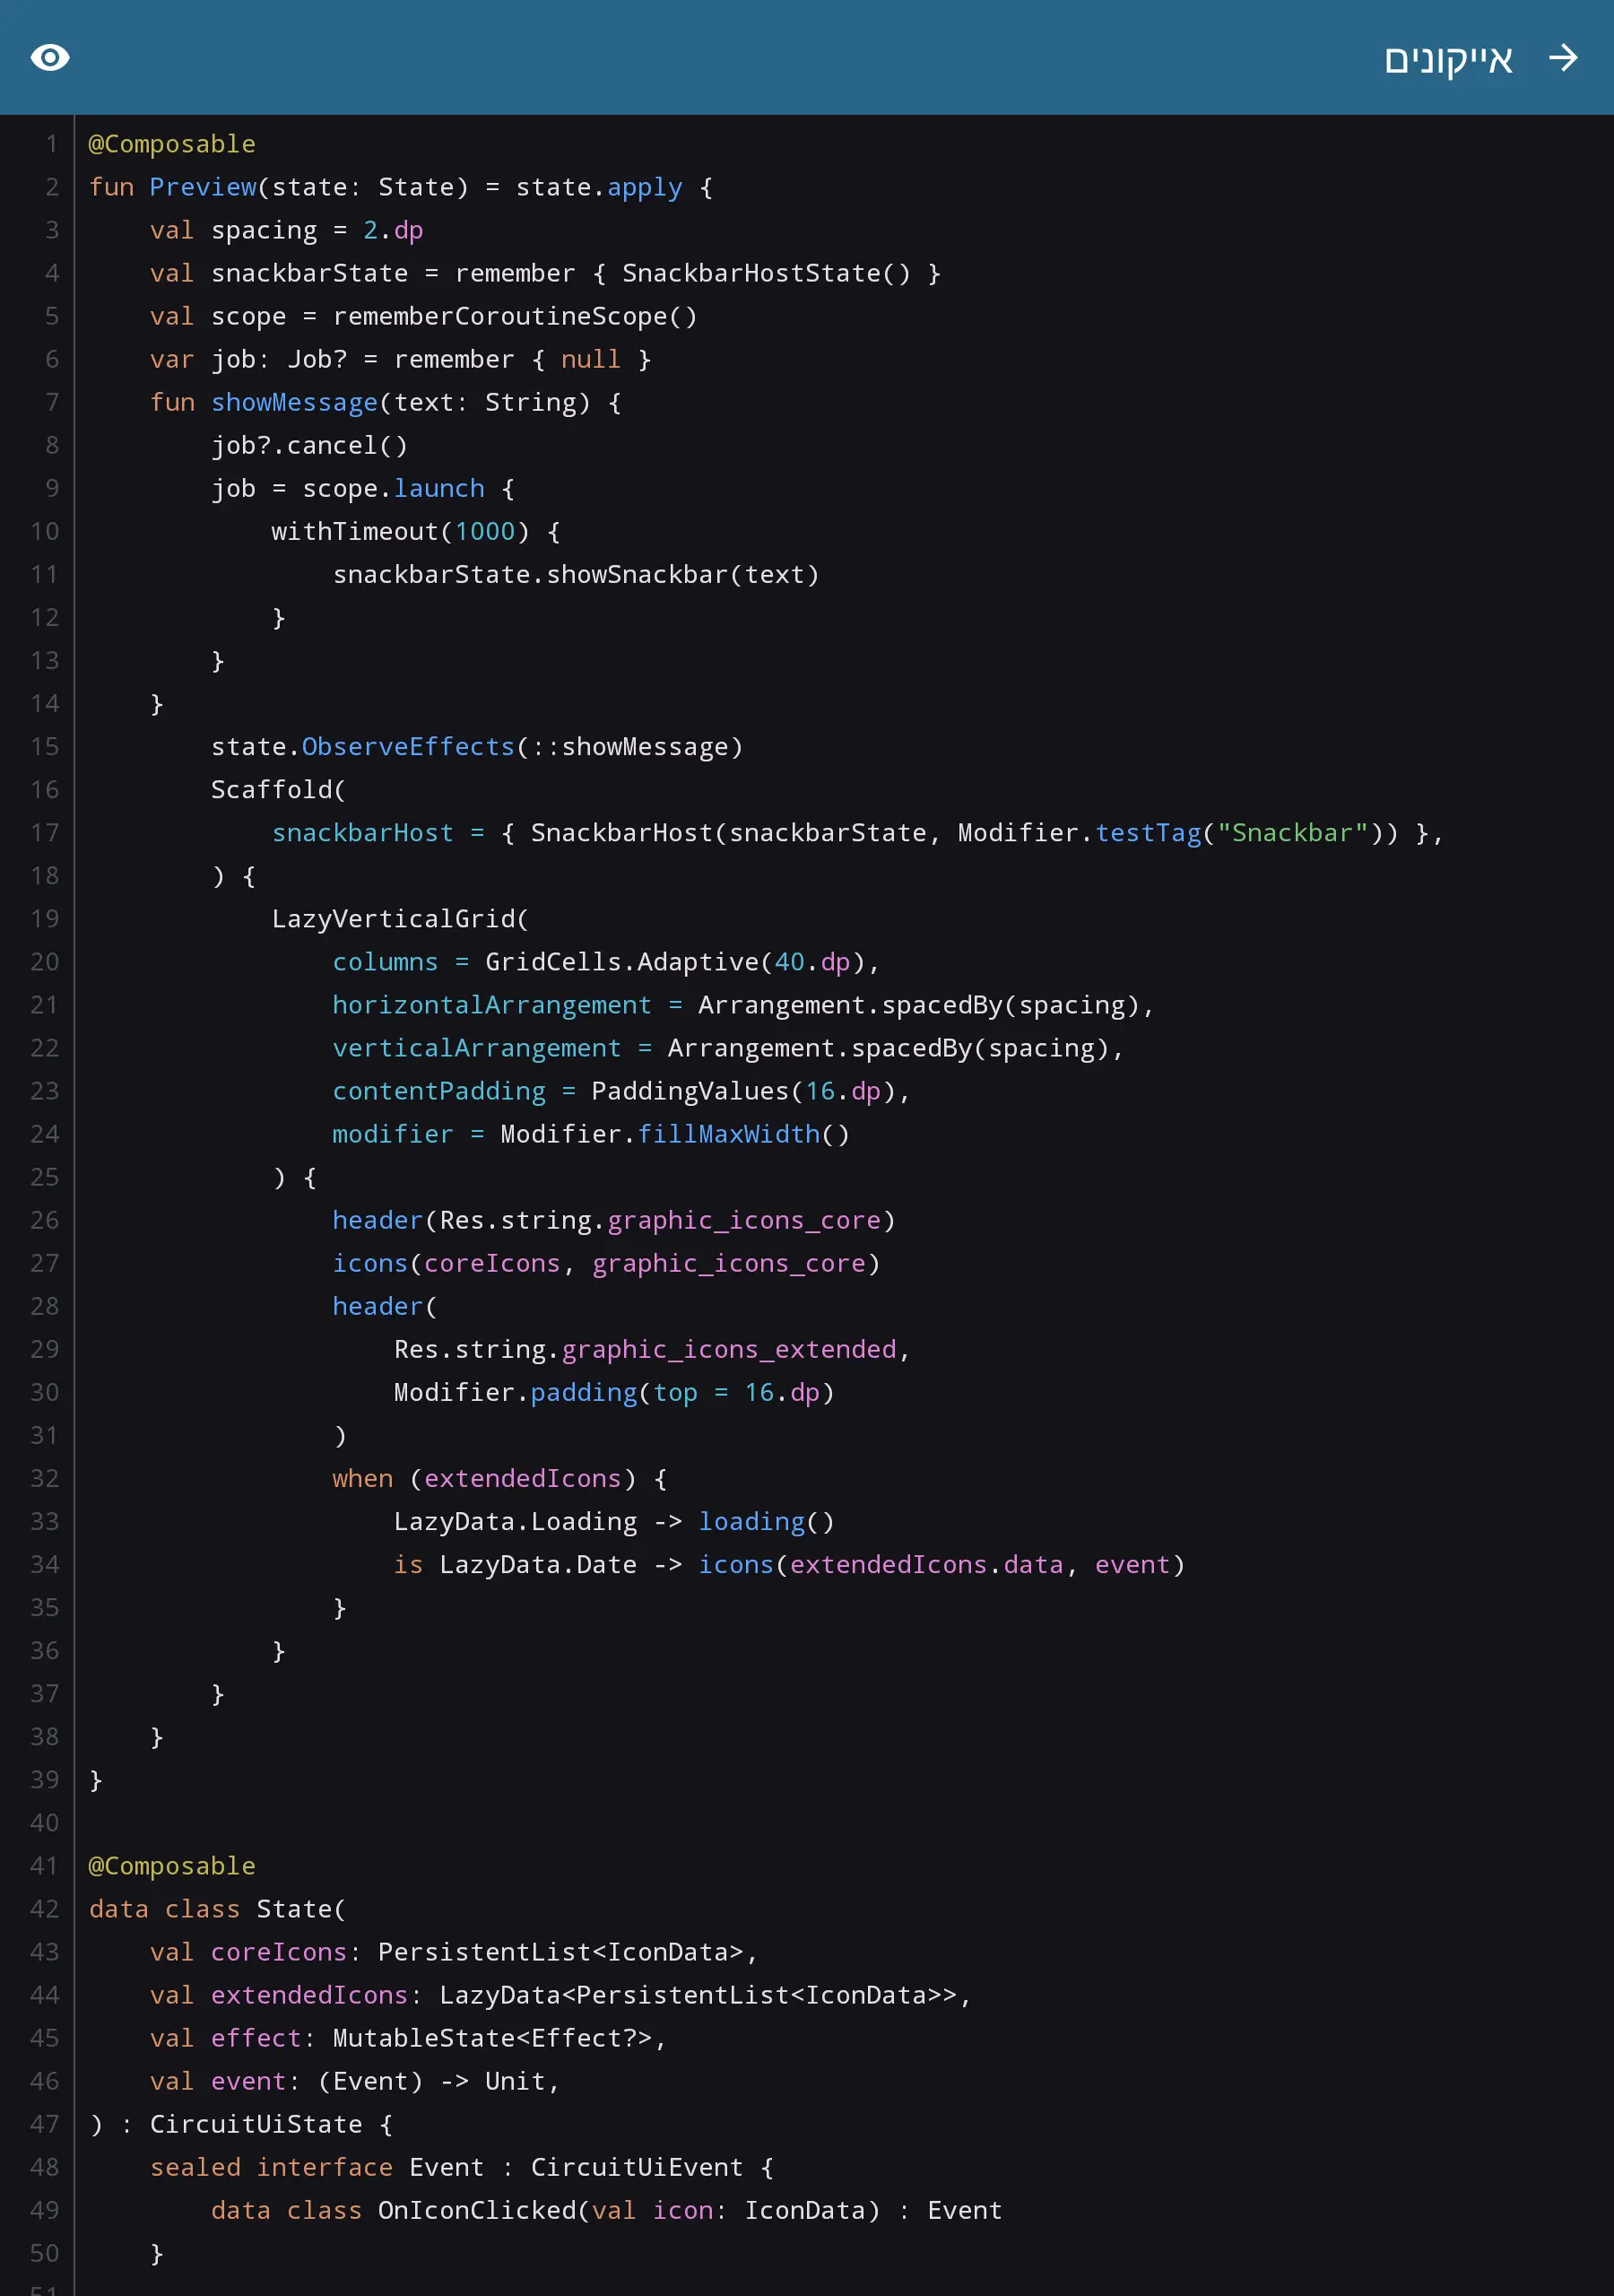 אייקונים
1 @Composable
2 fun Preview(state: State) = state.apply {
3     val spacing = 2.dp
4     val snackbarState = remember { SnackbarHostState() }
5     val scope = rememberCoroutineScope()
6     var job: Job? = remember { null }
7     fun showMessage(text: String) {
8         job?.cancel()
9         job = scope.launch {
10             withTimeout(1000) {
11                 snackbarState.showSnackbar(text)
12             }
13         }
14     }
15         state.ObserveEffects(::showMessage)
16         Scaffold(
17             snackbarHost = { SnackbarHost(snackbarState, Modifier.testTag("Snackbar")) },
18         ) {
19             LazyVerticalGrid(
20                 columns = GridCells.Adaptive(40.dp),
21                 horizontalArrangement = Arrangement.spacedBy(spacing),
22                 verticalArrangement = Arrangement.spacedBy(spacing),
23                 contentPadding = PaddingValues(16.dp),
24                 modifier = Modifier.fillMaxWidth()
25             ) {
26                 header(Res.string.graphic_icons_core)
27                 icons(coreIcons, graphic_icons_core)
28                 header(
29                     Res.string.graphic_icons_extended,
30                     Modifier.padding(top = 16.dp)
31                 )
32                 when (extendedIcons) {
33                     LazyData.Loading -> loading()
34                     is LazyData.Date -> icons(extendedIcons.data, event)
35                 }
36             }
37         }
38     }
39 }
40
41 @Composable
42 data class State(
43     val coreIcons: PersistentList<IconData>,
44     val extendedIcons: LazyData<PersistentList<IconData>>,
45     val effect: MutableState<Effect?>,
46     val event: (Event) -> Unit,
47 ) : CircuitUiState {
48     sealed interface Event : CircuitUiEvent {
49         data class OnIconClicked(val icon: IconData) : Event
50     }
51